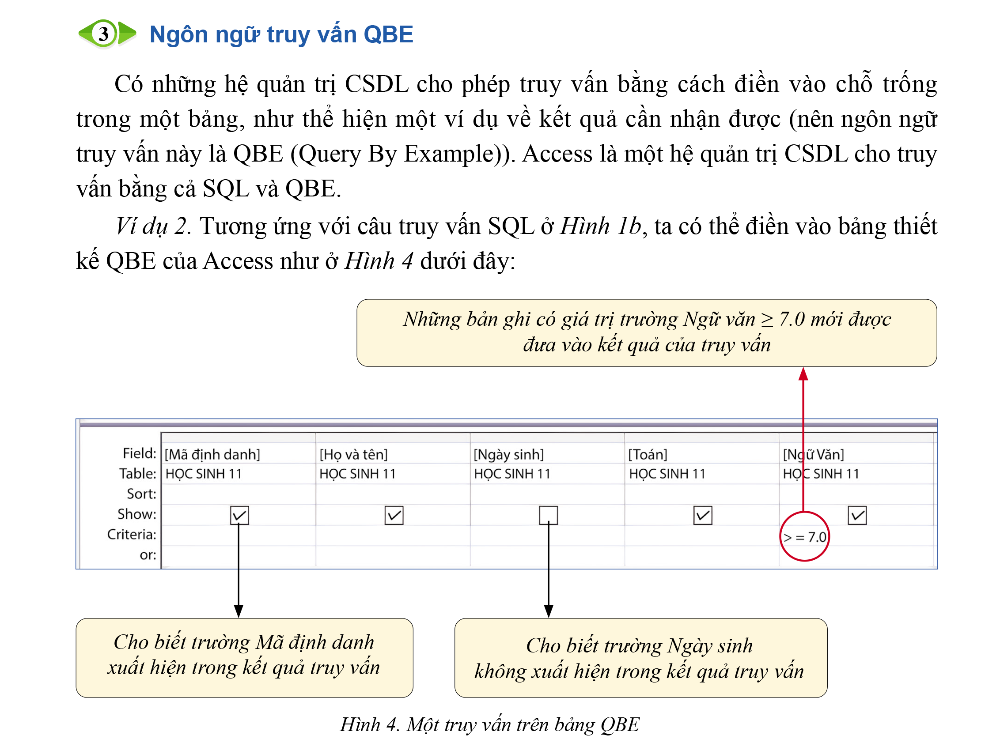 3 Ngôn ngữ truy vấn QBE
Có những hệ quản trị CSDL cho phép truy vấn bằng cách điền vào chỗ trống
trong một bảng, như thể hiện một ví dụ về kết quả cần nhận được (nên ngôn ngữ
truy vấn này là QBE (Query By Example)). Access là một hệ quản trị CSDL cho truy
vấn bằng cả SQL và QBE.
Ví dụ 2. Tương ứng với câu truy vấn SQL ở Hình 1b, ta có thể điền vào bảng thiết
kế QBE của Access như ở Hình 4 dưới đây:
Những bản ghi có giá trị trường Ngữ văn ≥ 7.0 mới được
đưa vào kết quả của truy vấn
Field: [Mã định danh] [Họ và tên] [Ngày sinh] [Toán] [Ngữ Văn]
Table: HỌC SINH 11 HỌC SINH 11 HỌC SINH 11 HỌC SINH 11 HỌC SINH 11
Sort:
Show:
Criteria: > = 7.0
or:
Cho biết trường Mã định danh
xuất hiện trong kết quả truy vấn
Cho biết trường Ngày sinh
không xuất hiện trong kết quả truy vấn
Hình 4. Một truy vấn trên bảng QBE